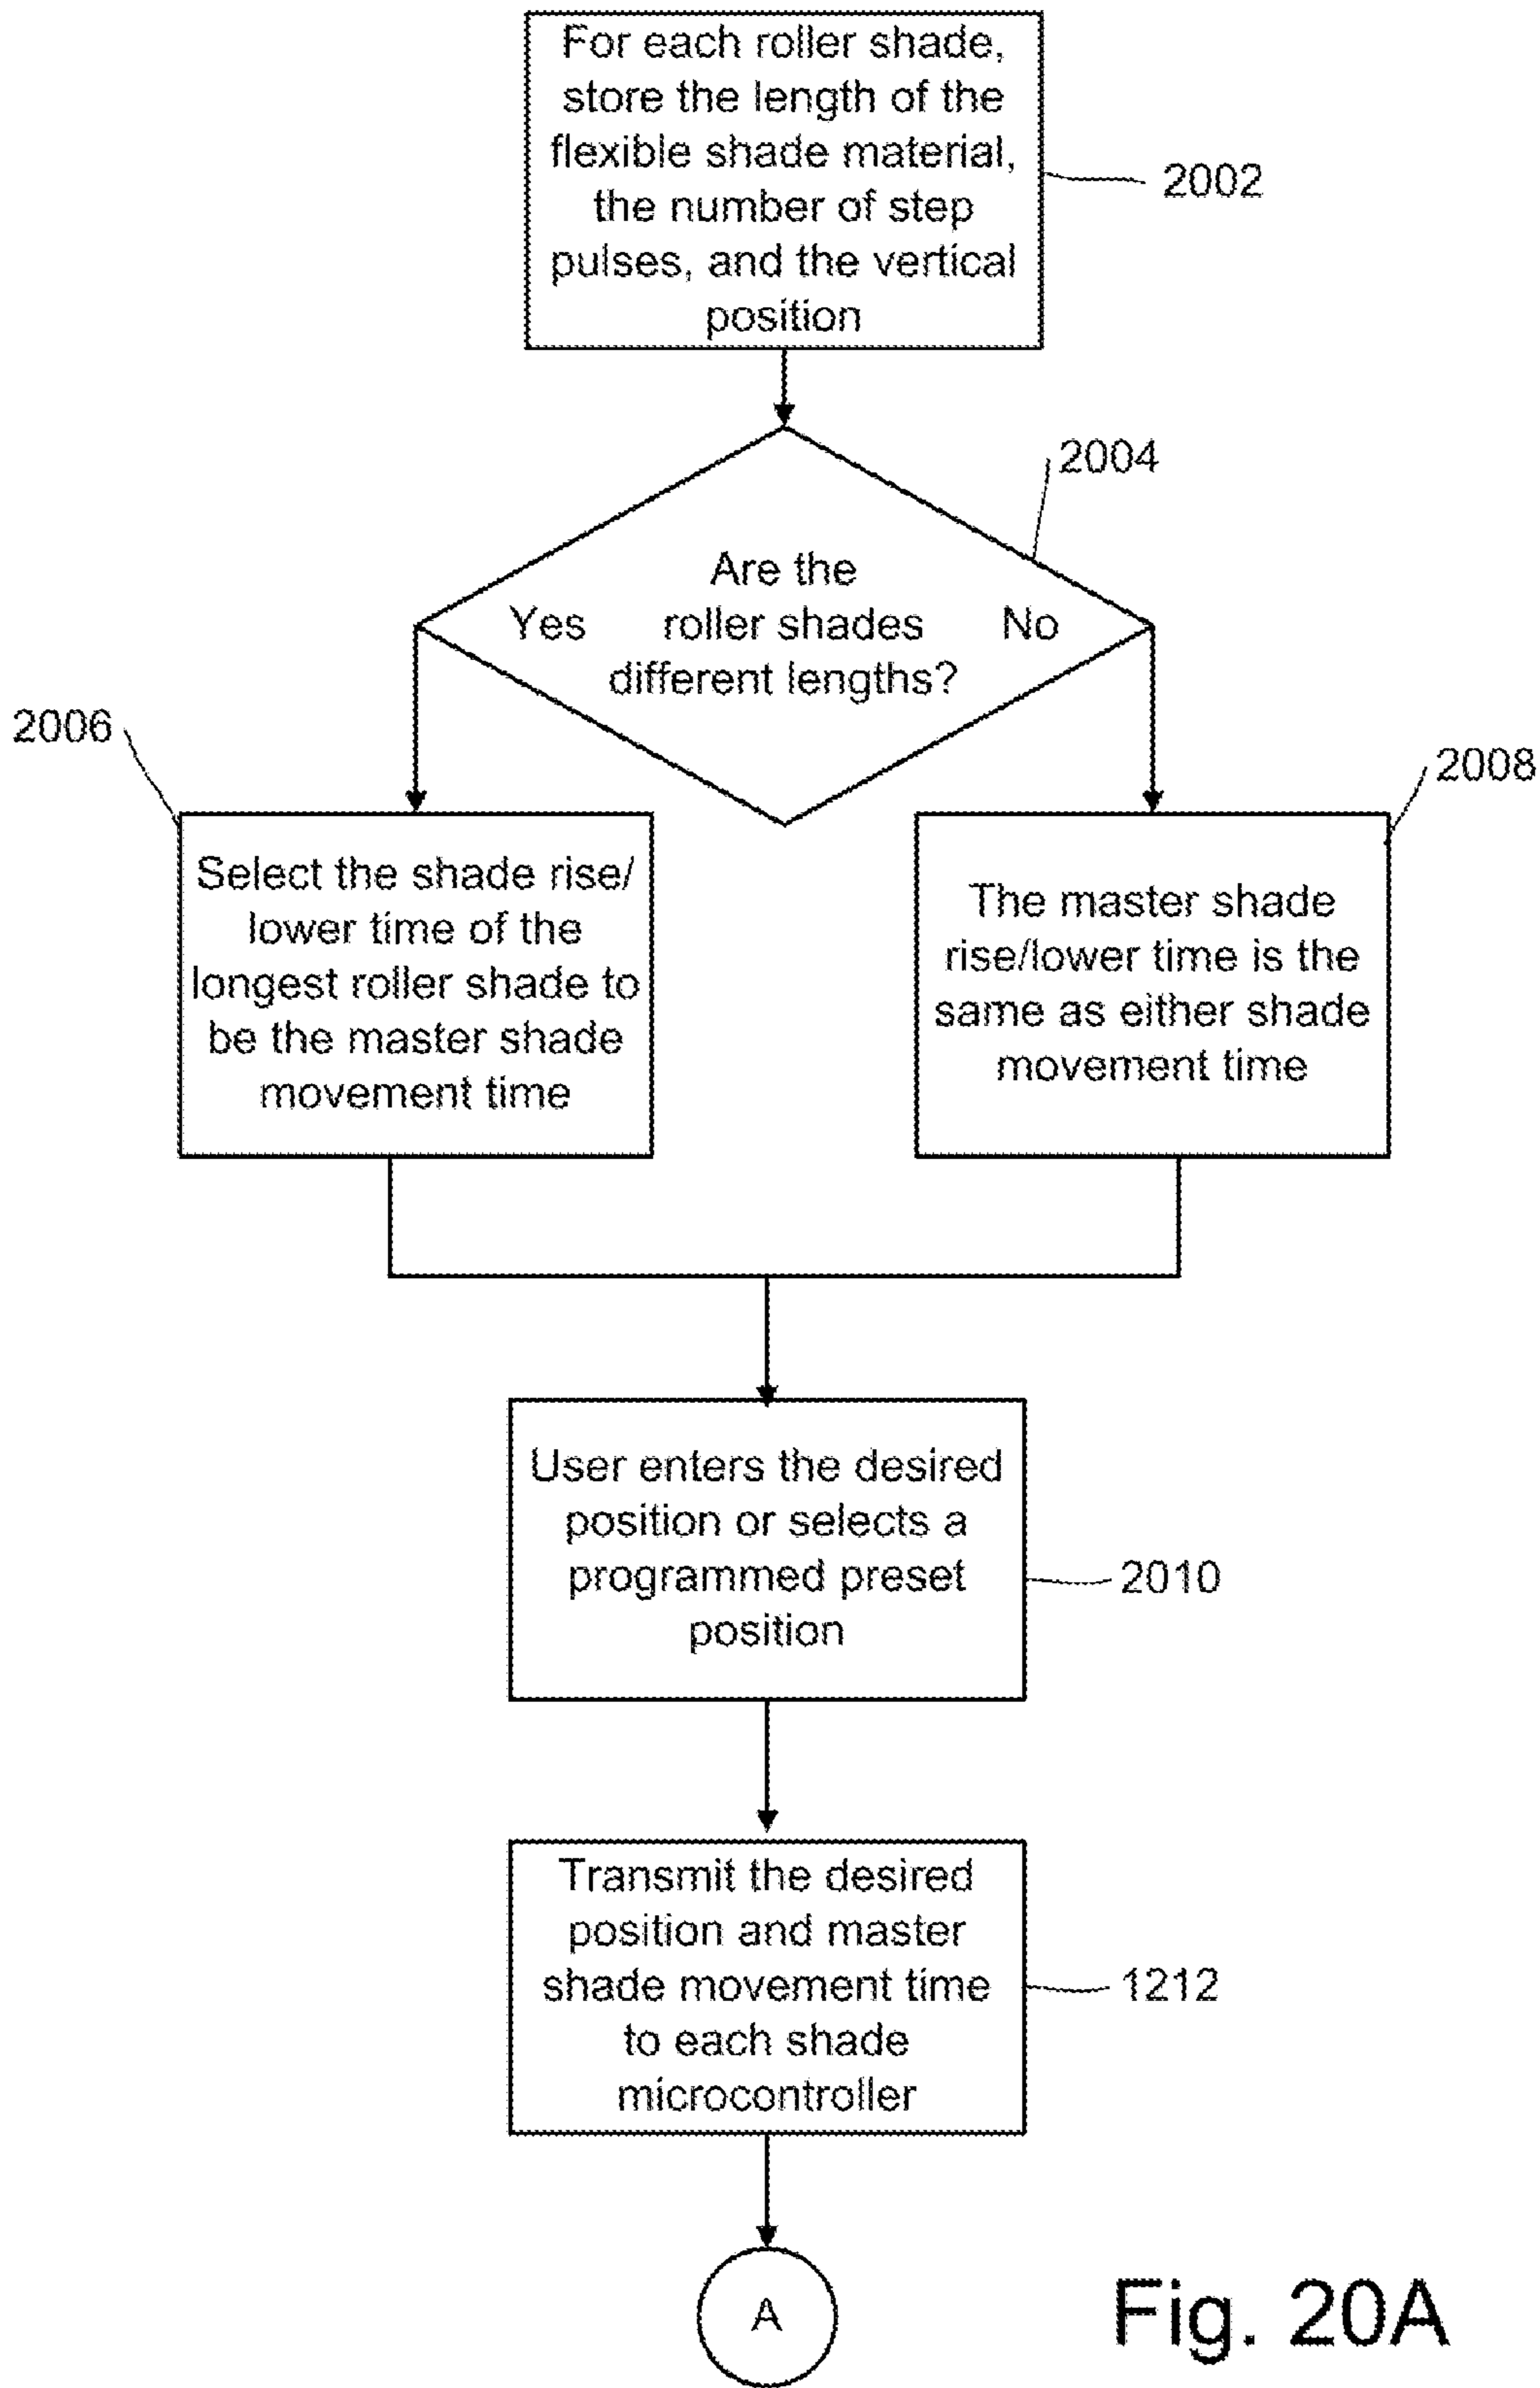 For each roller shade,
store the length of the
flexible shade material,
the number of step
pulses, and the vertical
position
2002
2004
Are the
roller shades
different lengths?
Yes
No
2006
2008
Select the shade rise/
lower time of the
longest roller shade to
be the master shade
movement time
The master shade
rise/lower time is the
same as either shade
movement time
User enters the desired
position or selects a
programmed preset
position
2010
Transmit the desired
position and master
shade movement time
to each shade
microcontroller
1212
A
Fig. 20A